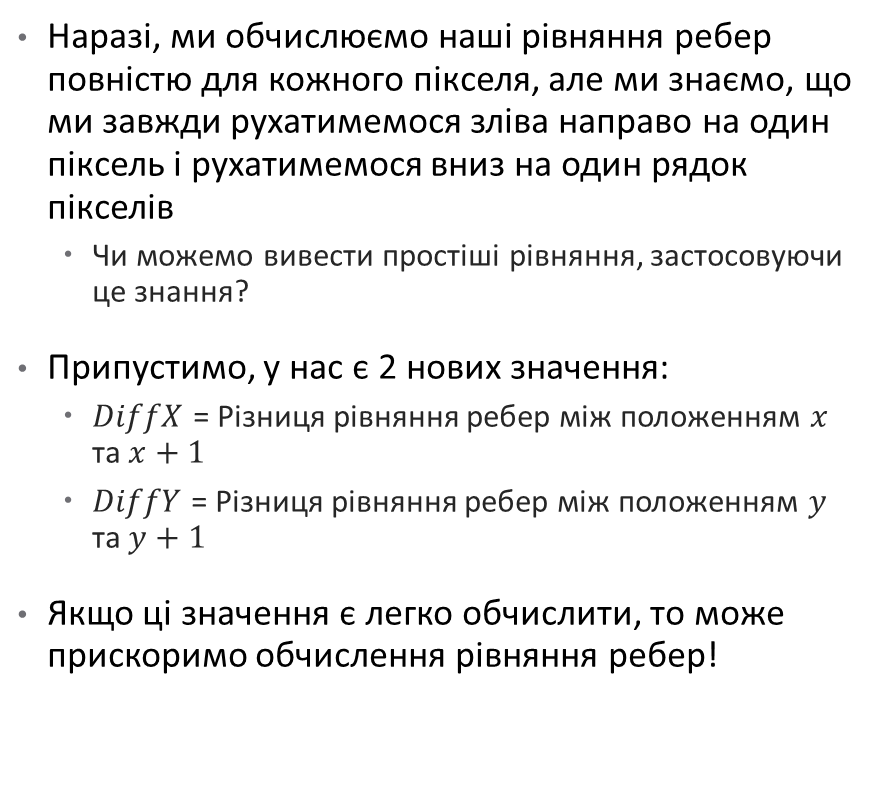 • Наразі, ми обчислюємо наші рівняння ребер
повністю для кожного пікселя, але ми знаємо, що
ми завжди рухатимемося зліва направо на один
піксель і рухатимемося вниз на один рядок
пікселів
• Чи можемо вивести простіші рівняння, застосовуючи
це знання?
• Припустимо, у нас є 2 нових значення:
• DiffX = Різниця рівняння ребер між положенням x
та x + 1
• DiffY = Різниця рівняння ребер між положенням y
та y + 1
• Якщо ці значення є легко обчислити, то може
прискоримо обчислення рівняння ребер!